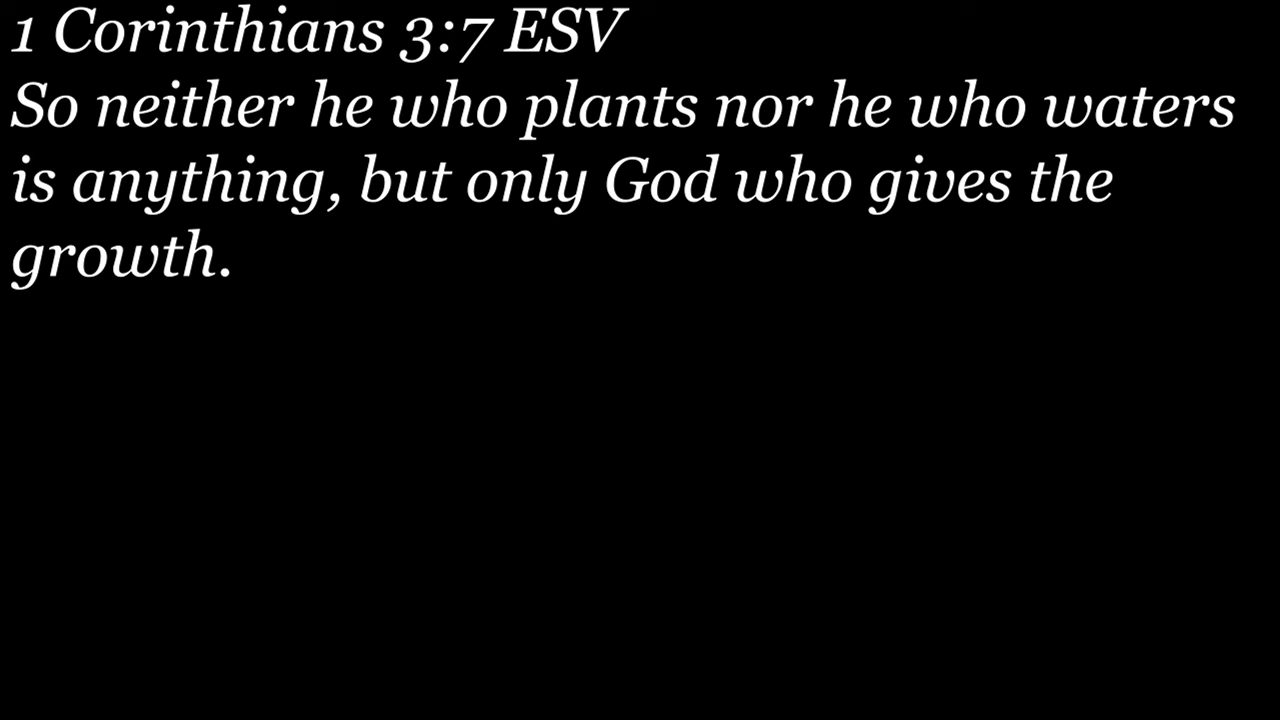 1 Corinthians 3:7 ESV
So neither he who plants nor he who waters
is anything, but only God who gives the
growth.